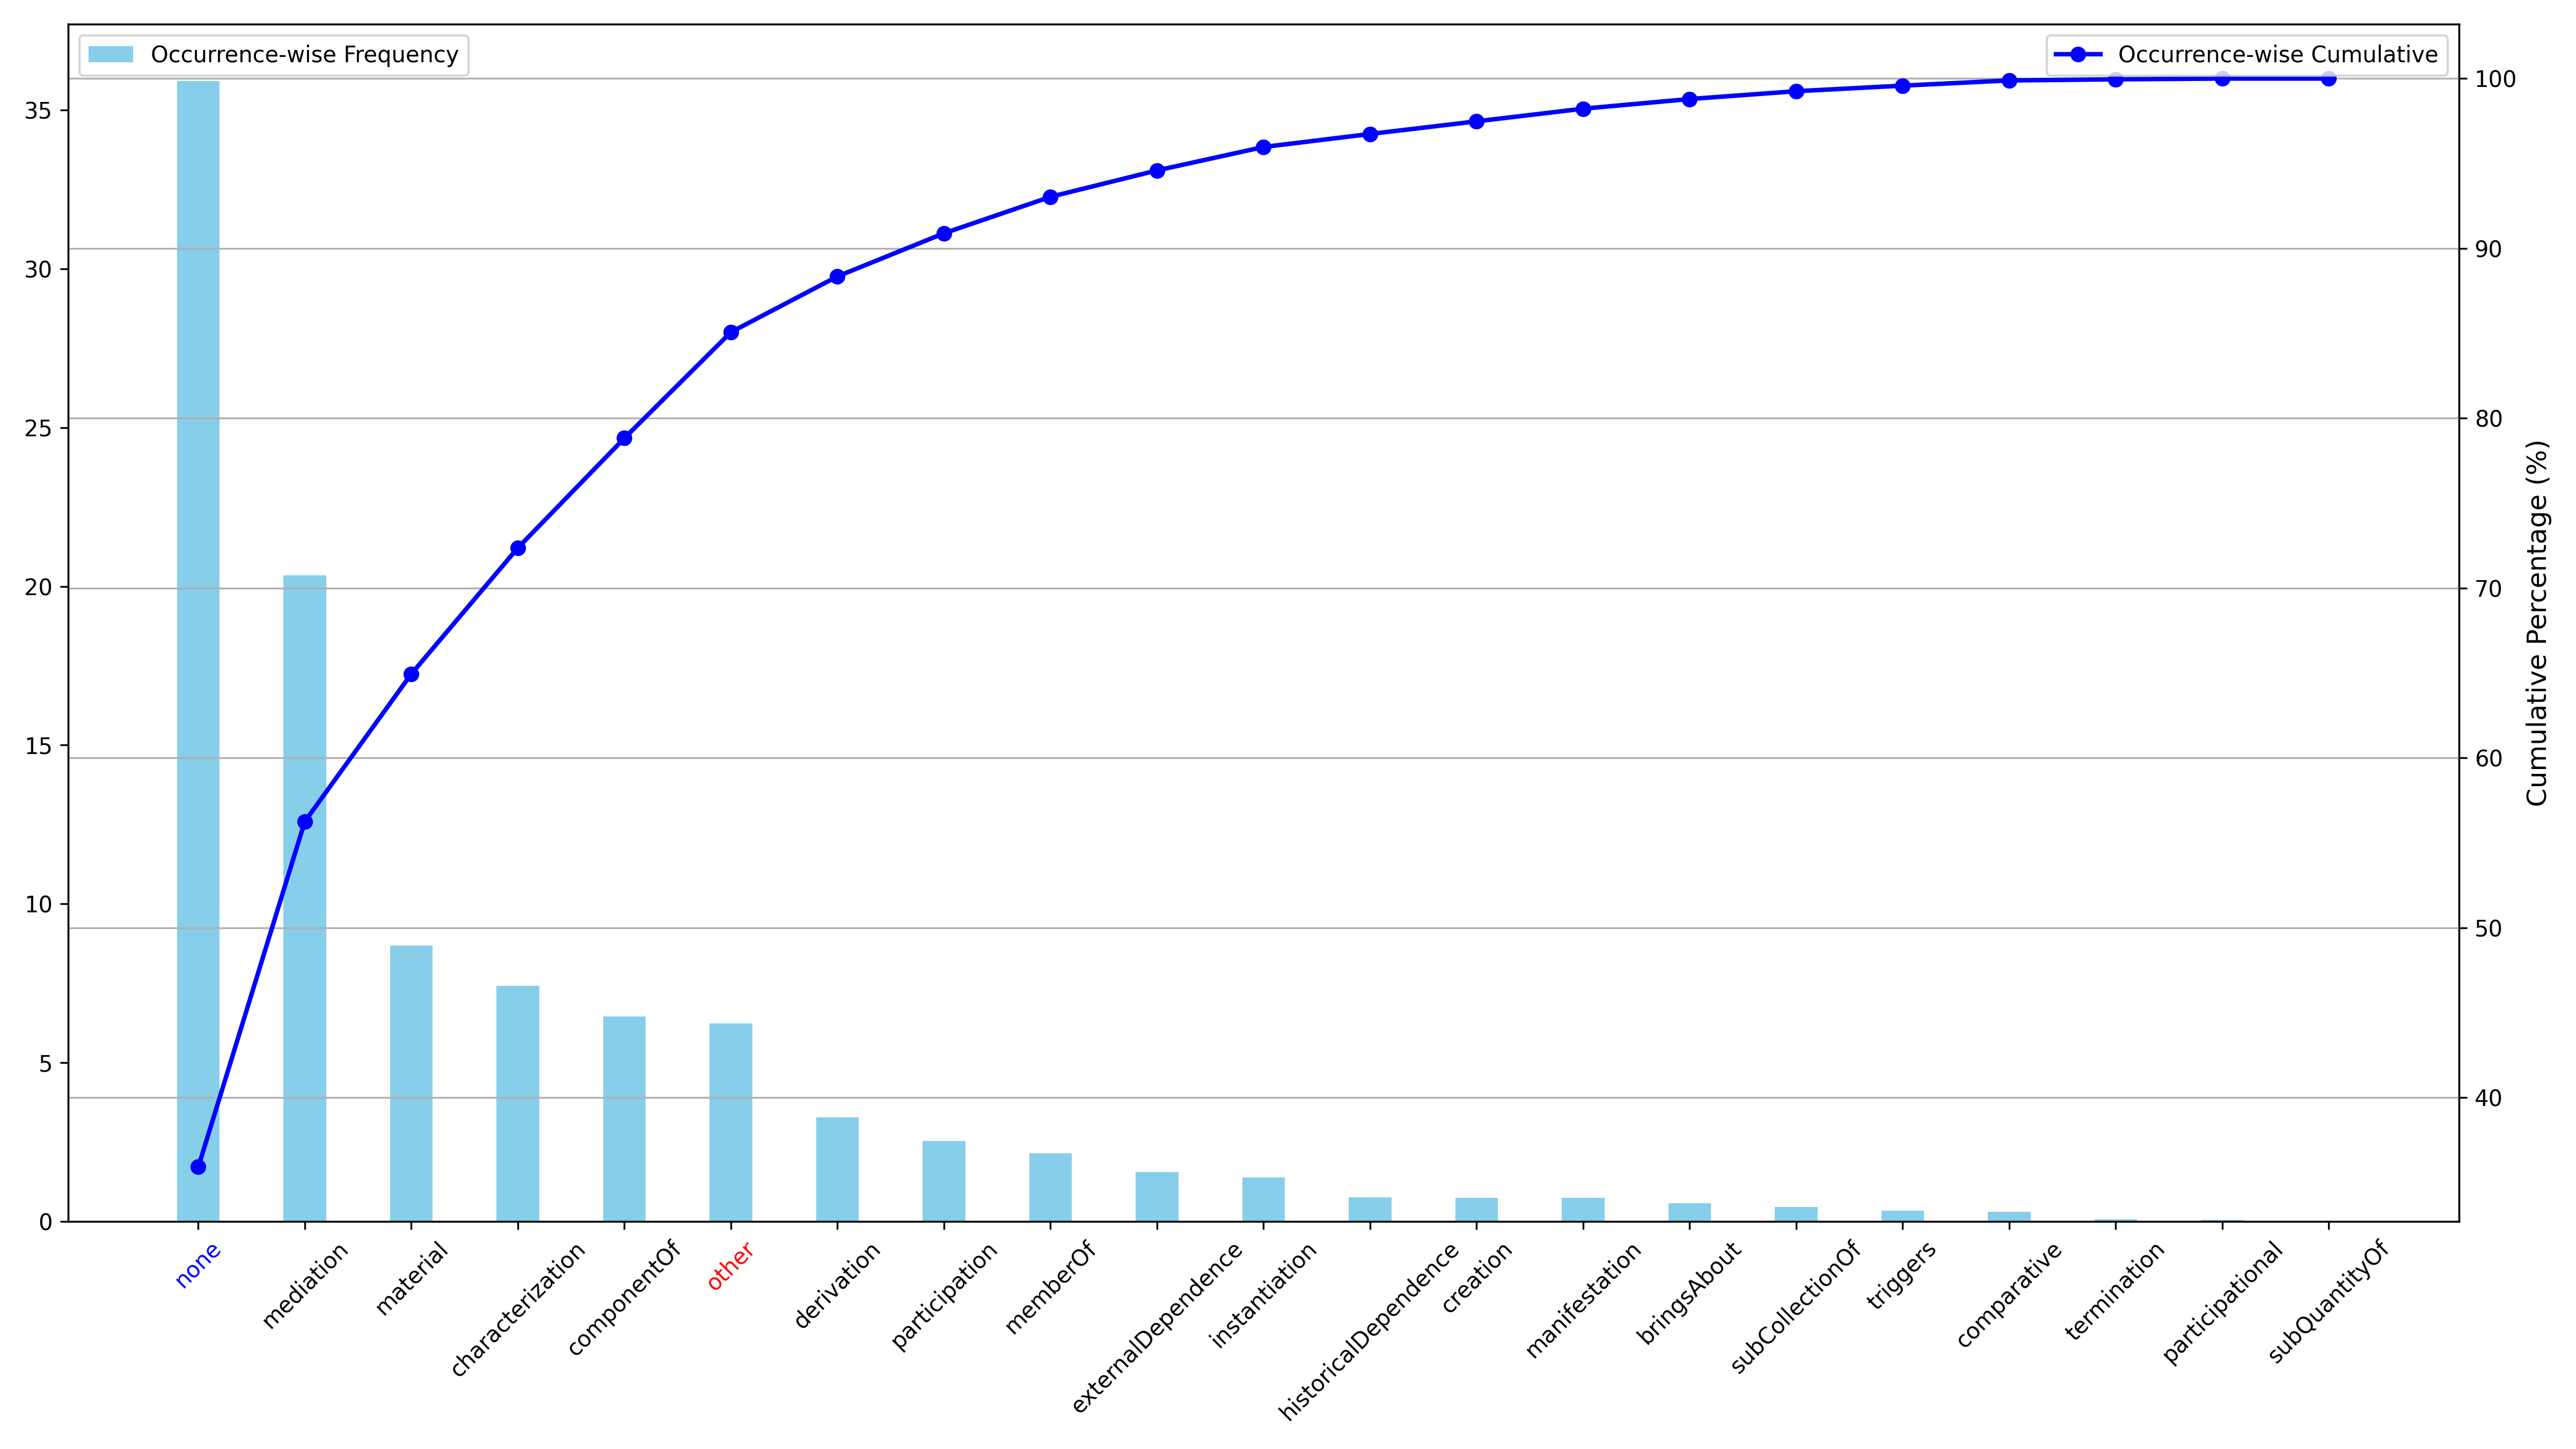 Occurrence-wise Frequency
Occurrence-wise Cumulative
35
30
25
20
15
10
5
0
100
90
80
70
60
50
40
Cumulative Percentage (%)
none
mediation
material
characterization
componentOf
other
derivation
participation
memberOf
externalDependence
instantiation
historicalDependence
creation
manifestation
bringsAbout
subCollectionOf
triggers
comparative
termination
participational
subQuantityOf